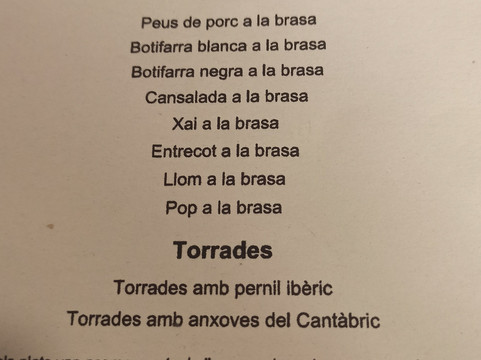 Peus de porc a la brasa
Botifarra blanca a la brasa
Botifarra negra a la brasa
Cansalada a la brasa
Xai a la brasa
Entrecot a la brasa
Llom a la brasa
Pop a la brasa
Torrades
Torrades amb pernil ibèric
Torrades amb anxoves del Cantàbric